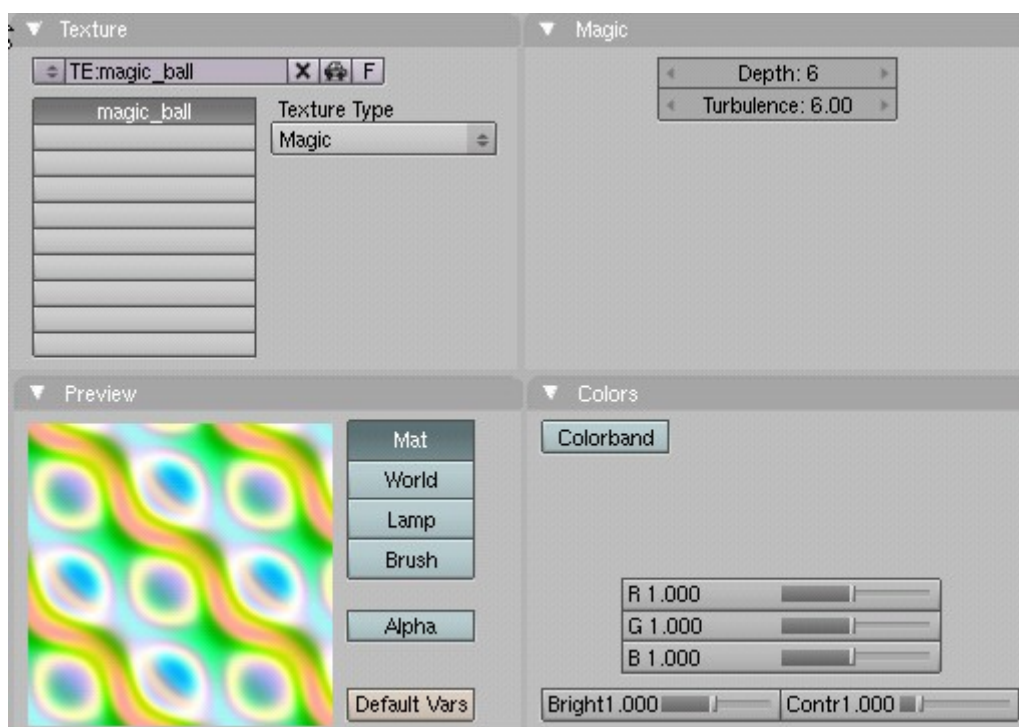 Texture
TE:magic_ball
X
F
magic_ball
Texture Type
Magic
Magic
Depth: 6
Turbulence: 6.00
Preview
Mat
World
Lamp
Brush
Alpha
Default Vars
Colors
Colorband
R 1.000
G 1.000
B 1.000
Bright1.000
Contr1.000